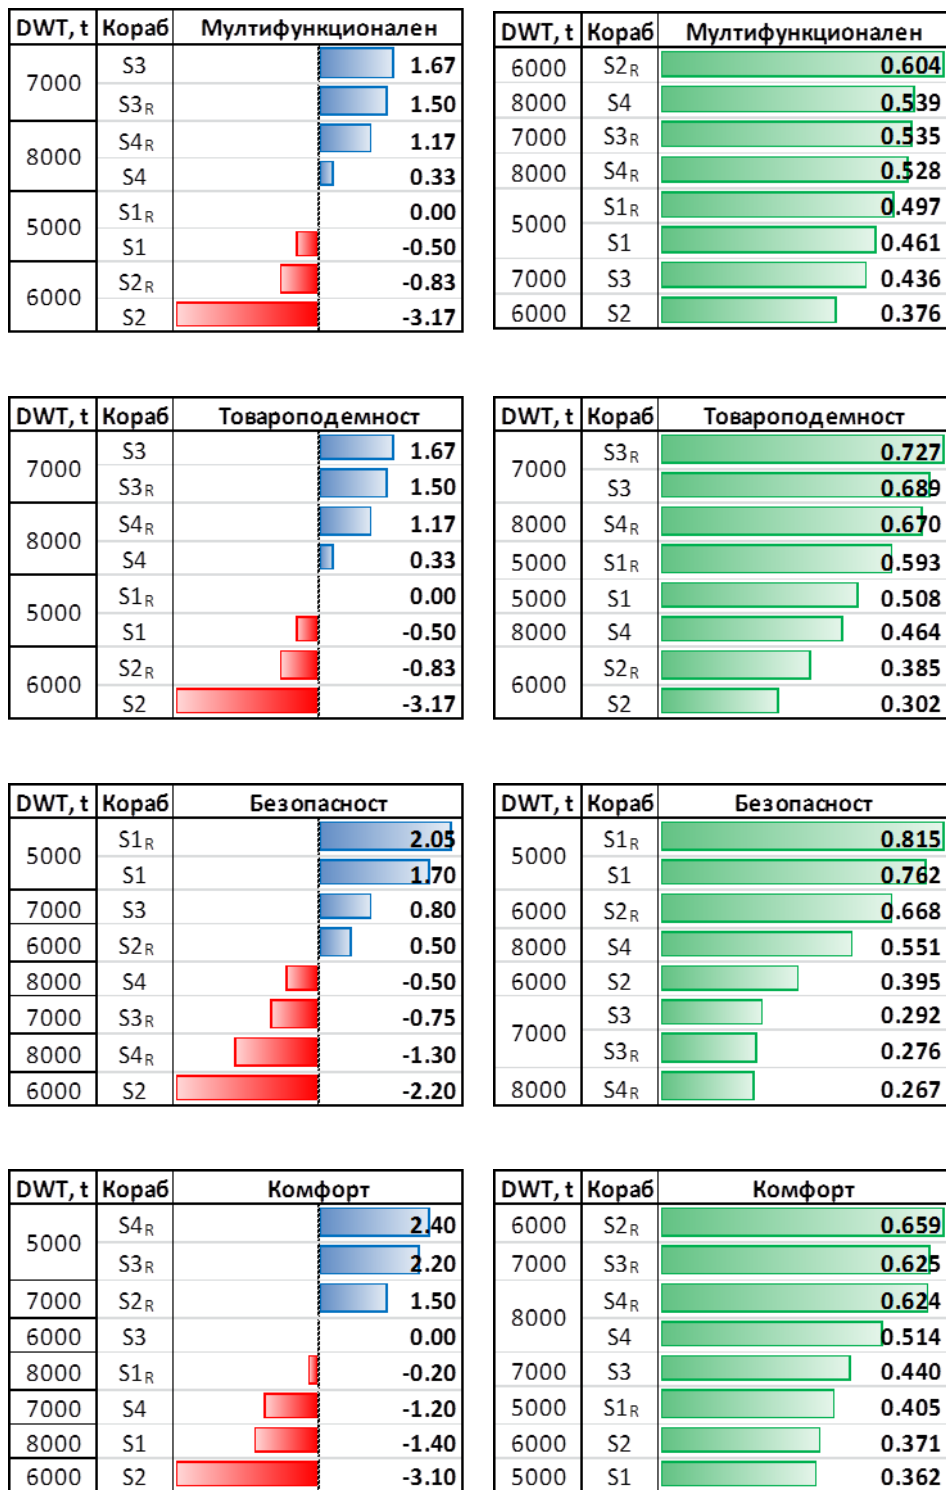 DWT, t Кораб Мултифункционален
7000 S3 1.67
S3R 1.50
8000 S4R 1.17
S4 0.33
5000 S1R 0.00
S1 -0.50
6000 S2R -0.83
S2 -3.17
DWT, t Кораб Мултифункционален
6000 S2R 0.604
8000 S4 0.539
7000 S3R 0.535
8000 S4R 0.528
5000 S1R 0.497
S1 0.461
7000 S3 0.436
6000 S2 0.376
DWT, t Кораб Товароподемност
7000 S3 1.67
S3R 1.50
8000 S4R 1.17
S4 0.33
5000 S1R 0.00
S1 -0.50
6000 S2R -0.83
S2 -3.17
DWT, t Кораб Товароподемност
7000 S3R 0.727
S3 0.689
8000 S4R 0.670
5000 S1R 0.593
5000 S1 0.508
8000 S4 0.464
6000 S2R 0.385
S2 0.302
DWT, t Кораб Безопасност
5000 S1R 2.05
S1 1.70
7000 S3 0.80
6000 S2R 0.50
8000 S4 -0.50
7000 S3R -0.75
8000 S4R -1.30
6000 S2 -2.20
DWT, t Кораб Безопасност
5000 S1R 0.815
S1 0.762
6000 S2R 0.668
8000 S4 0.551
6000 S2 0.395
7000 S3 0.292
S3R 0.276
8000 S4R 0.267
DWT, t Кораб Комфорт
5000 S4R 2.40
S3R 2.20
7000 S2R 1.50
6000 S3 0.00
8000 S1R -0.20
7000 S4 -1.20
8000 S1 -1.40
6000 S2 -3.10
DWT, t Кораб Комфорт
6000 S2R 0.659
7000 S3R 0.625
8000 S4R 0.624
S4 0.514
7000 S3 0.440
5000 S1R 0.405
6000 S2 0.371
5000 S1 0.362